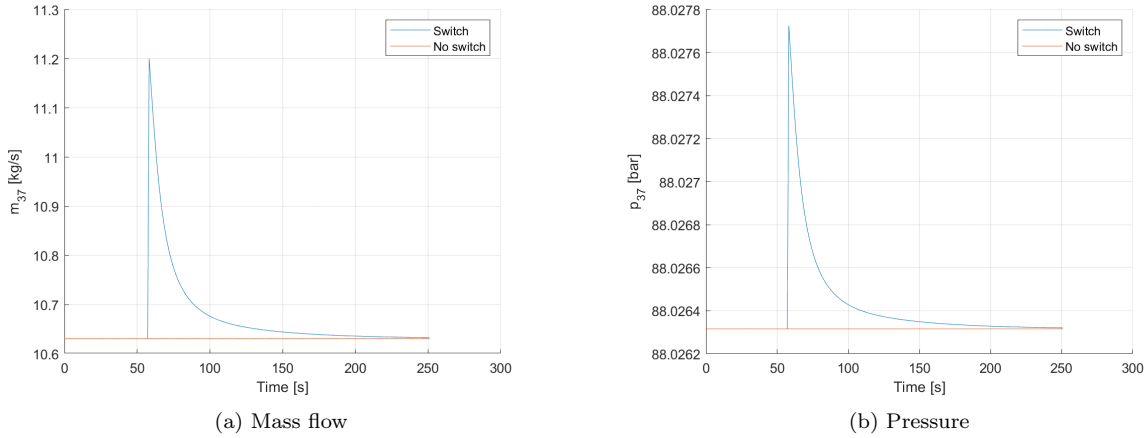 11.3
11.2
11.1
11
10.9
10.8
10.7
10.6
m37 [kg/s]
0 50 100 150 200 250 300
Time [s]
Switch
No switch
(a) Mass flow
88.0278
88.0276
88.0274
88.0272
88.027
88.0268
88.0266
88.0264
88.0262
p37 [bar]
0 50 100 150 200 250 300
Time [s]
Switch
No switch
(b) Pressure